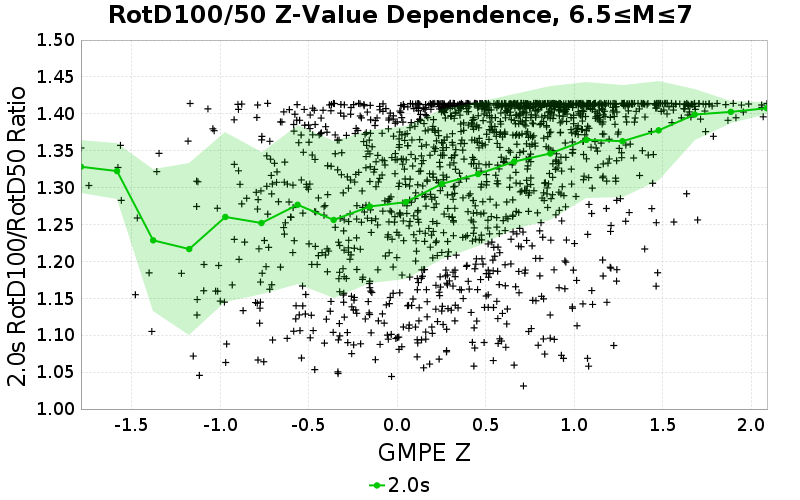 RotD100/50 Z-Value Dependence, 6.5≤M≤7
2.0s RotD100/RotD50 Ratio
1.50
1.45
1.40
1.35
1.30
1.25
1.20
1.15
1.10
1.05
1.00
-1.5 -1.0 -0.5 0.0 0.5 1.0 1.5 2.0
GMPE Z
2.0s